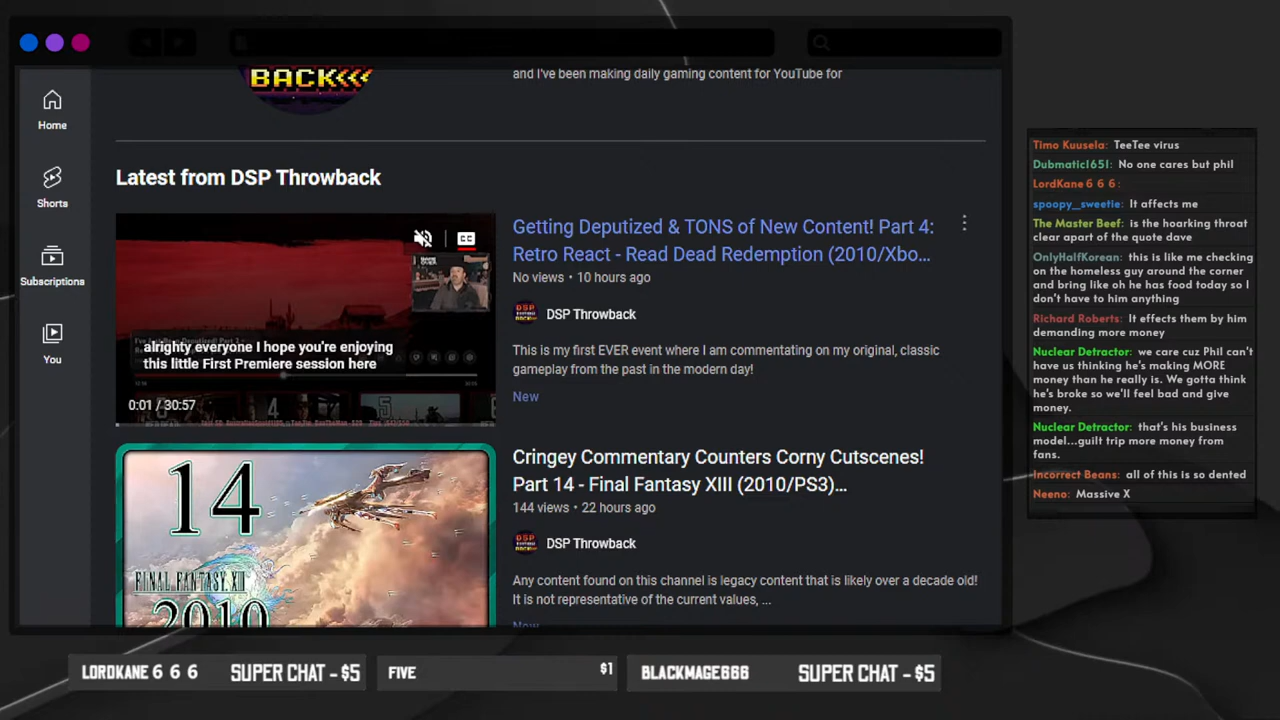 BACK<<<
and I've been making daily gaming content for YouTube for
Home
Shorts
Subscriptions
You
Latest from DSP Throwback
CC
alrighty everyone I hope you're enjoying
this little First Premiere session here
0:01 / 30:57
Getting Deputized & TONS of New Content! Part 4:
Retro React - Read Dead Redemption (2010/Xbo...
No views • 10 hours ago
DSP Throwback
This is my first EVER event where I am commentating on my original, classic
gameplay from the past in the modern day!
New
14
FINAL FANTASY XIII
2010
Cringey Commentary Counters Corny Cutscenes!
Part 14 - Final Fantasy XIII (2010/PS3)...
144 views • 22 hours ago
DSP Throwback
Any content found on this channel is legacy content that is likely over a decade old!
It is not representative of the current values, ...
New
Timo Kuusela: TeeTee virus
Dubmatic1651: No one cares but phil
LordKane 6 6 6 :
spoopy_sweetie: It affects me
The Master Beef: is the hoarking throat
clear apart of the quote dave
OnlyHalfKorean: this is like me checking
on the homeless guy around the corner
and bring like oh he has food today so I
don't have to him anything
Richard Roberts: It effects them by him
demanding more money
Nuclear Detractor: we care cuz Phil can't
have us thinking he's making MORE
money than he really is. We gotta think
he's broke so we'll feel bad and give
money.
Nuclear Detractor: that's his business
model...guilt trip more money from
fans.
Incorrect Beans: all of this is so dented
Neeno: Massive X
LORDKANE 6 6 6 SUPER CHAT - $5
FIVE $1
BLACKMAGE666 SUPER CHAT - $5